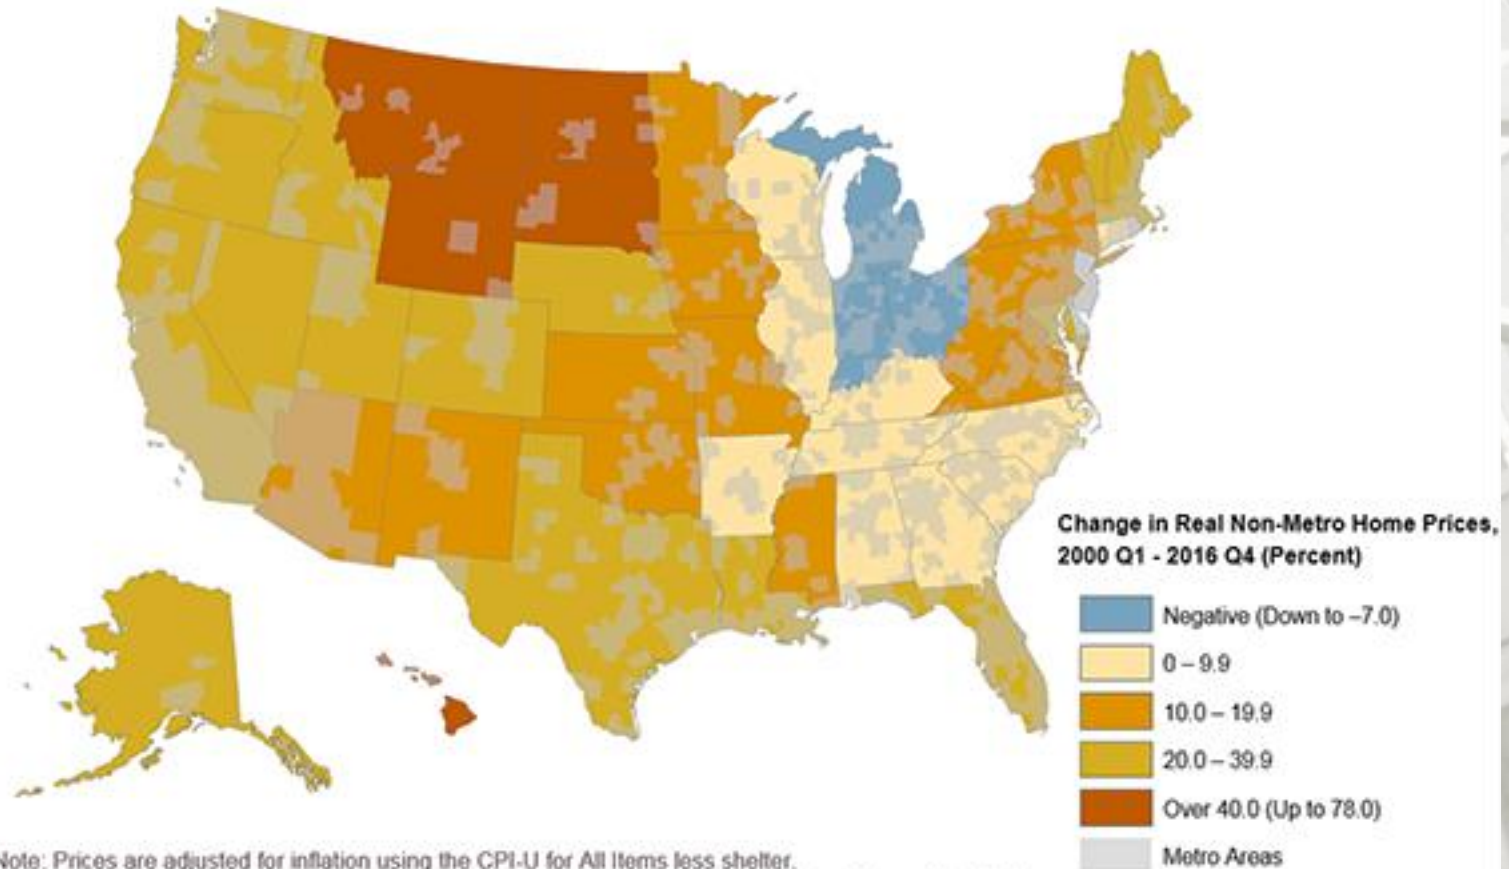 Change in Real Non-Metro Home Prices,
2000 Q1 - 2016 Q4 (Percent)
Negative (Down to –7.0)
0 – 9.9
10.0 – 19.9
20.0 – 39.9
Over 40.0 (Up to 78.0)
Metro Areas
Note: Prices are adjusted for inflation using the CPI-U for All Items less shelter.